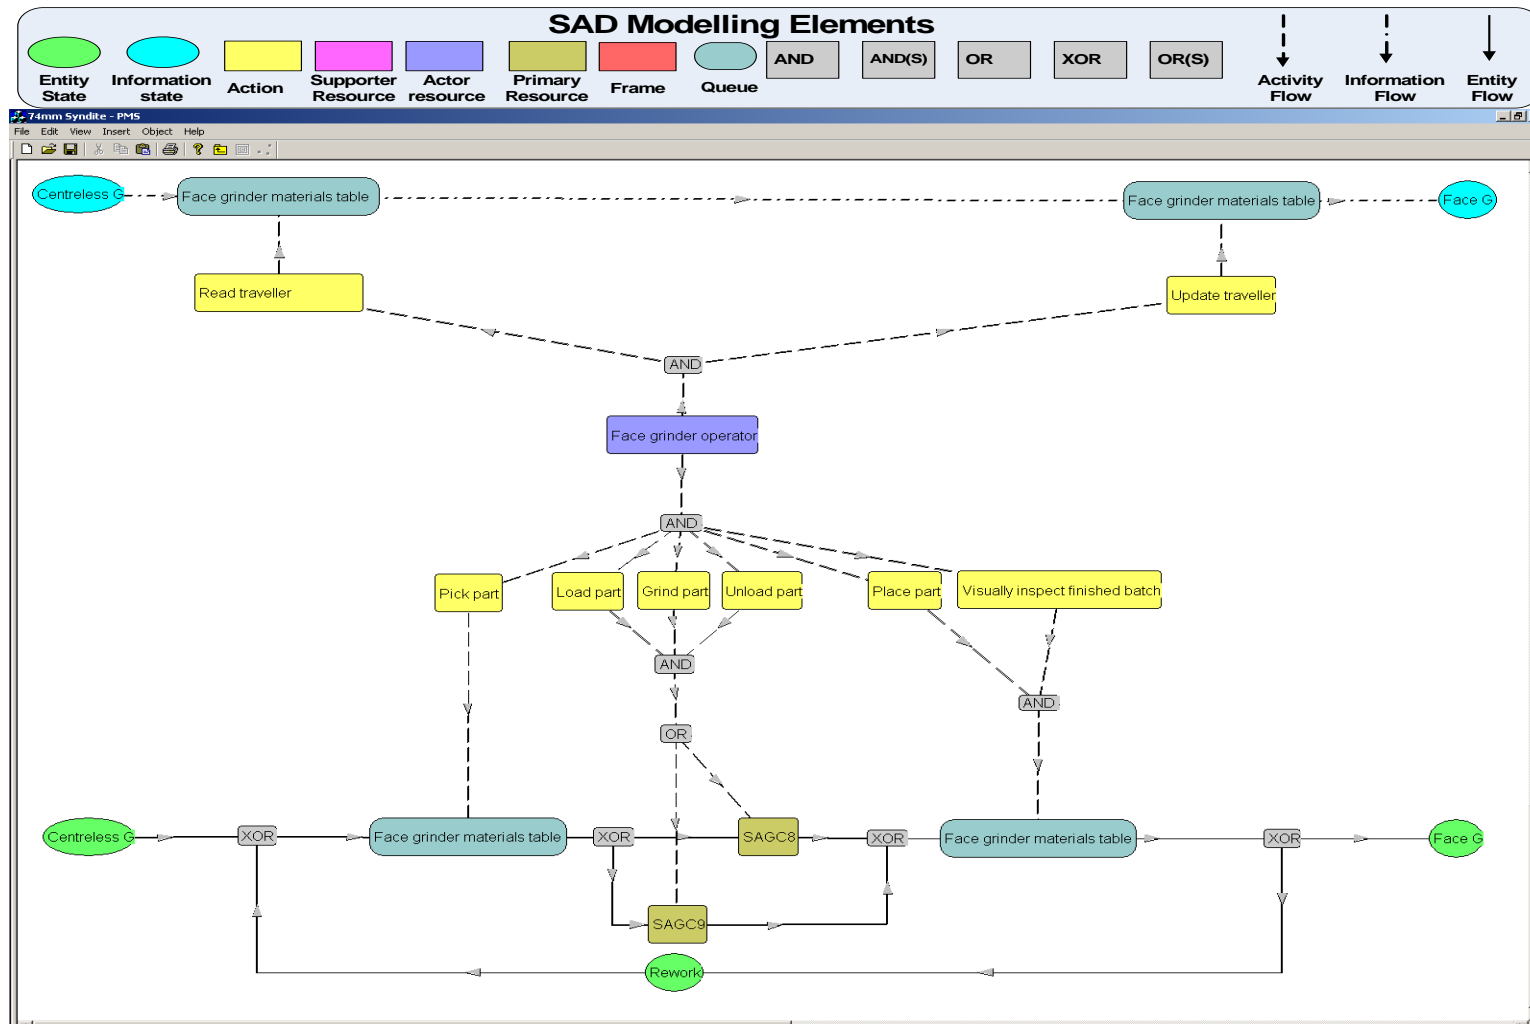 SAD Modelling Elements
AND
AND(S)
OR
XOR
OR(S)
Entity
State
Information
state
Action
Supporter
Resource
Actor
resource
Primary
Resource
Frame
Queue
Activity
Flow
Information
Flow
Entity
Flow
74mm Syndite - PMS
File Edit View Insert Object Help
Centreless G
Face grinder materials table
Face grinder materials table
Face G
Read traveller
Update traveller
AND
Face grinder operator
AND
Pick part
Load part
Grind part
Unload part
Place part
Visually inspect finished batch
AND
AND
OR
Centreless G
XOR
Face grinder materials table
XOR
SAGC8
XOR
Face grinder materials table
XOR
Face G
SAGC9
Rework